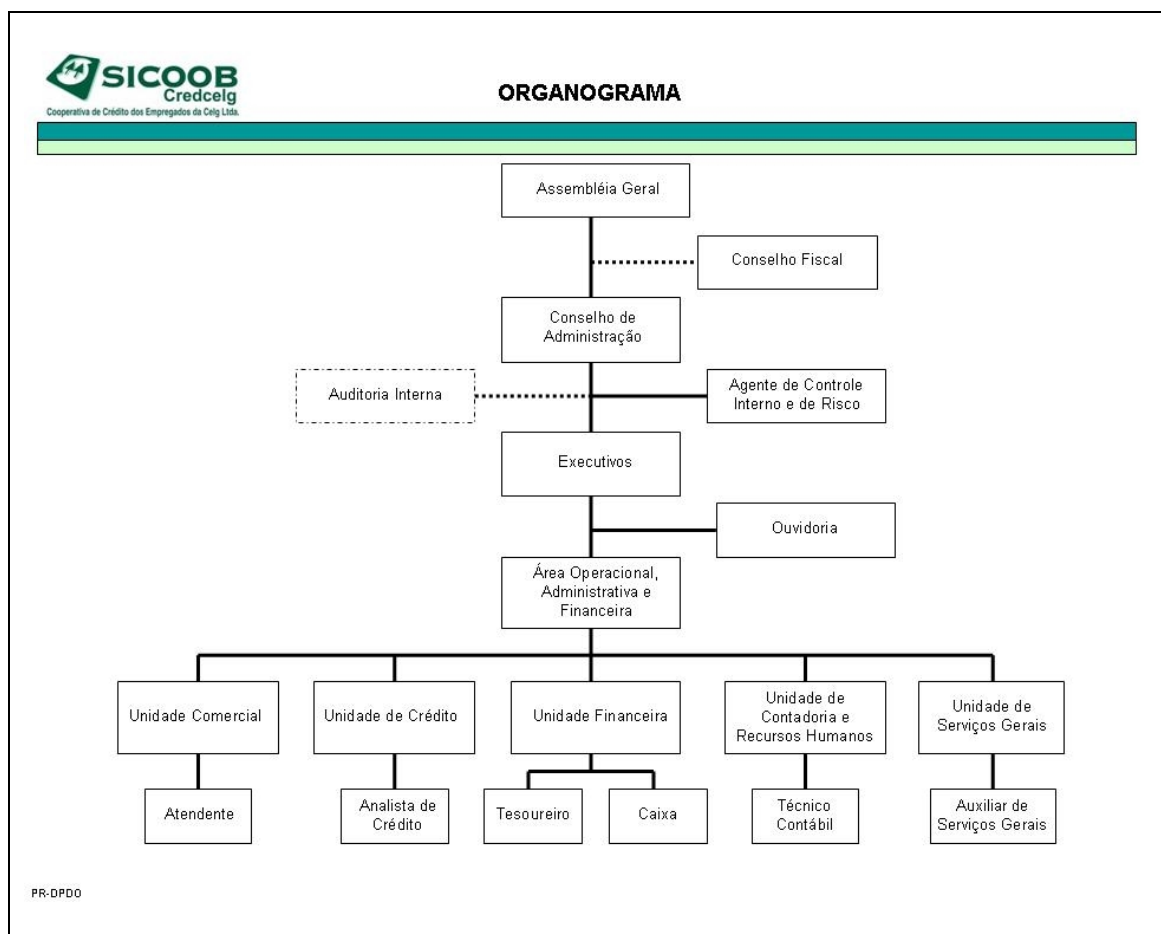 SICOOB
Credcelg
Cooperativa de Crédito dos Empregados da Celg Ltda.
ORGANOGRAMA
Assembléia Geral
Conselho Fiscal
Conselho de
Administração
Auditoria Interna
Agente de Controle
Interno e de Risco
Executivos
Ouvidoria
Área Operacional,
Administrativa e
Financeira
Unidade Comercial
Unidade de Crédito
Unidade Financeira
Unidade de
Contadoria e
Recursos Humanos
Unidade de
Serviços Gerais
Atendente
Analista de
Crédito
Tesoureiro
Caixa
Técnico
Contábil
Auxiliar de
Serviços Gerais
PR-DPDO